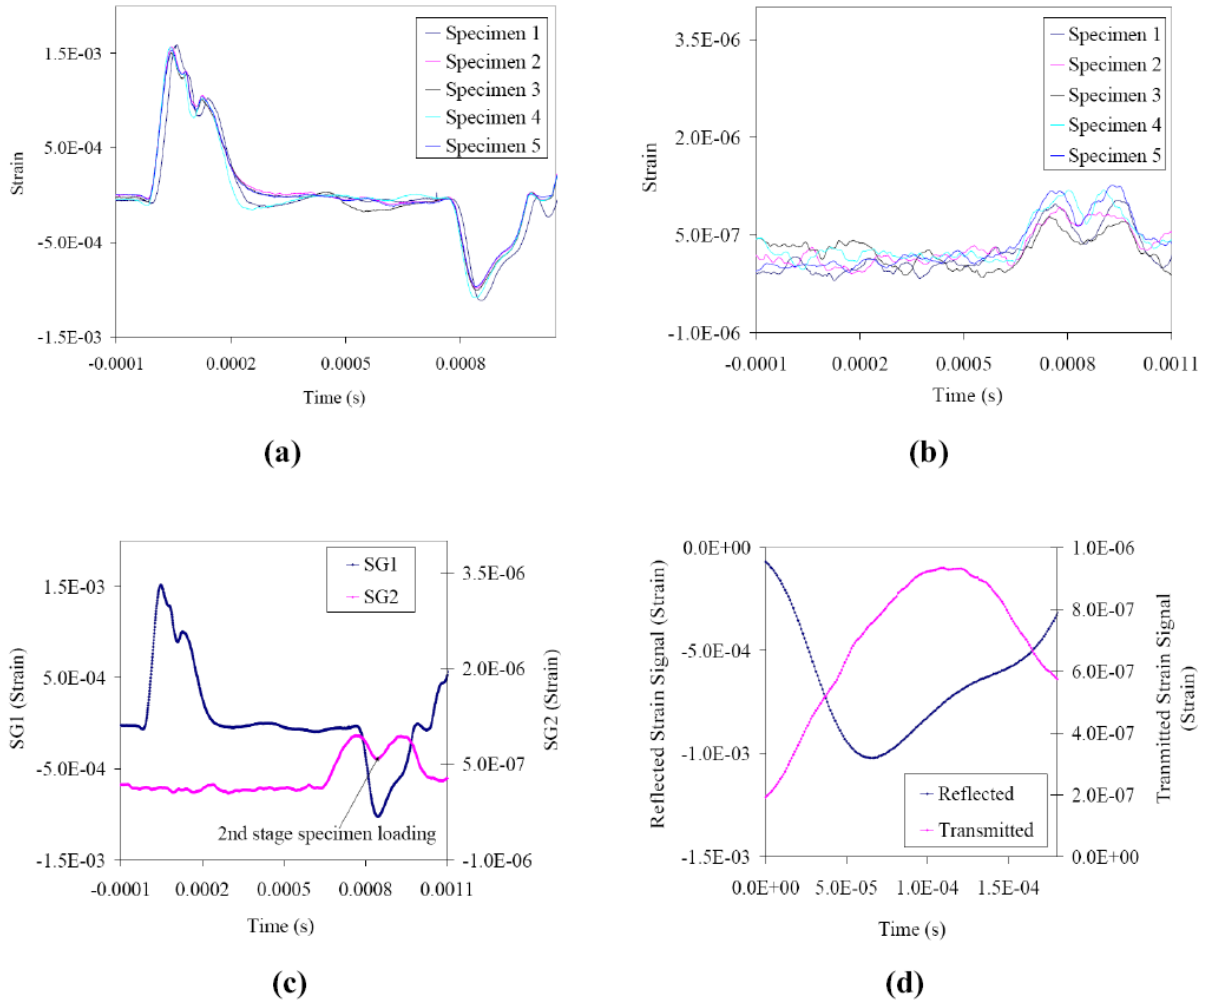 1.5E-03
5.0E-04
-5.0E-04
-1.5E-03
Strain
-0.0001
0.0002
0.0005
0.0008
Time (s)
Specimen 1
Specimen 2
Specimen 3
Specimen 4
Specimen 5
(a)
3.5E-06
2.0E-06
5.0E-07
-1.0E-06
Strain
-0.0001
0.0002
0.0005
0.0008
0.0011
Time (s)
Specimen 1
Specimen 2
Specimen 3
Specimen 4
Specimen 5
(b)
1.5E-03
5.0E-04
-5.0E-04
-1.5E-03
SG1 (Strain)
SG1
SG2
3.5E-06
2.0E-06
5.0E-07
-1.0E-06
SG2 (Strain)
2nd stage specimen loading
-0.0001
0.0002
0.0005
0.0008
0.0011
Time (s)
(c)
0.0E+00
-5.0E-04
-1.0E-03
-1.5E-03
Reflected Strain Signal (Strain)
Reflected
Transmitted
1.0E-06
8.0E-07
6.0E-07
4.0E-07
2.0E-07
0.0E+00
Tranmitted Strain Signal
(Strain)
0.0E+00
5.0E-05
1.0E-04
1.5E-04
Time (s)
(d)